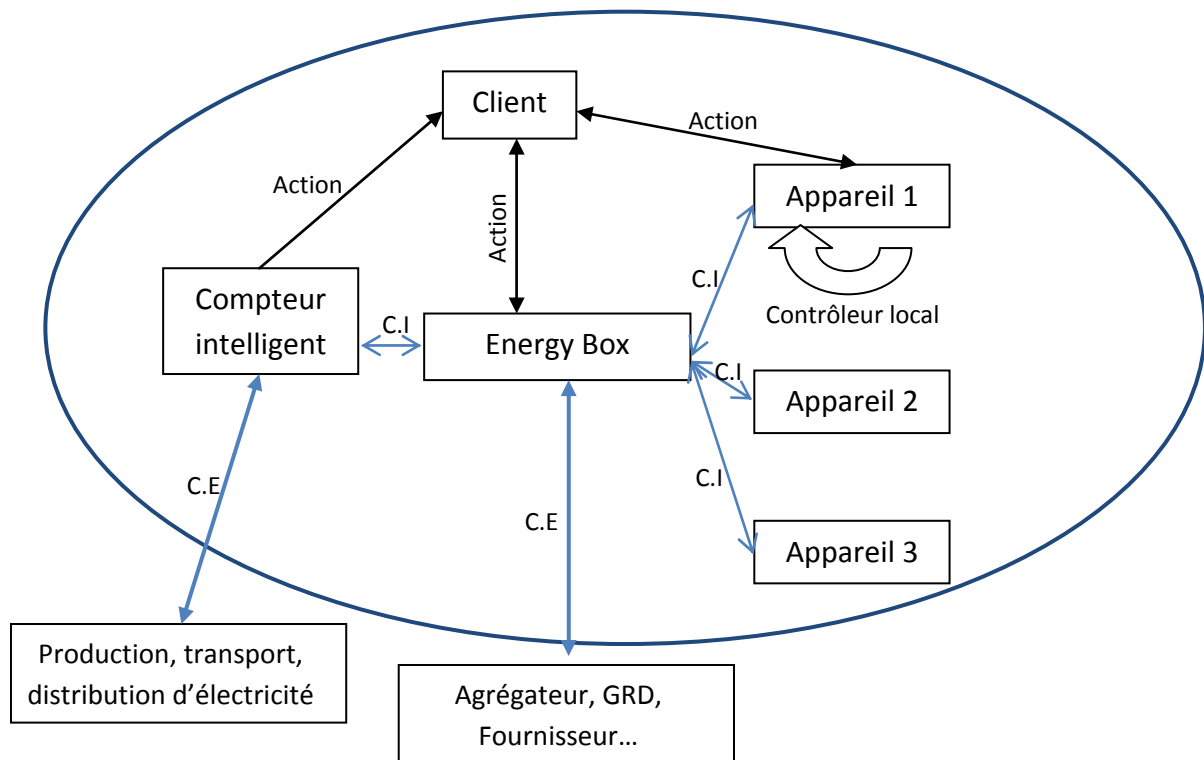 Client
Action
Action
Action
Appareil 1
Compteur
intelligent
C.I
Energy Box
C.I
Contrôleur local
C.I
Appareil 2
C.I
C.E
C.E
Appareil 3
Production, transport,
distribution d’électricité
Agrégateur, GRD,
Fournisseur…